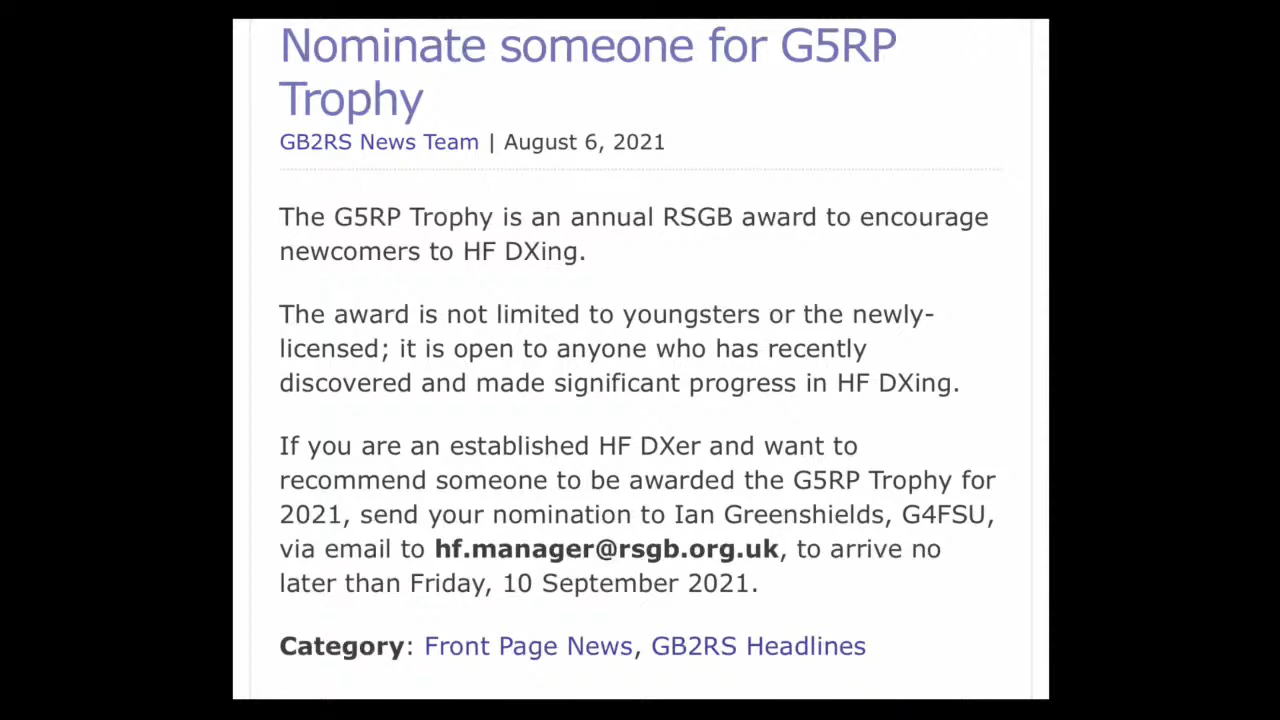 Nominate someone for G5RP
Trophy
GB2RS News Team | August 6, 2021
The G5RP Trophy is an annual RSGB award to encourage
newcomers to HF DXing.
The award is not limited to youngsters or the newly-
licensed; it is open to anyone who has recently
discovered and made significant progress in HF DXing.
If you are an established HF DXer and want to
recommend someone to be awarded the G5RP Trophy for
2021, send your nomination to Ian Greenshields, G4FSU,
via email to hf.manager@rsgb.org.uk, to arrive no
later than Friday, 10 September 2021.
Category: Front Page News, GB2RS Headlines